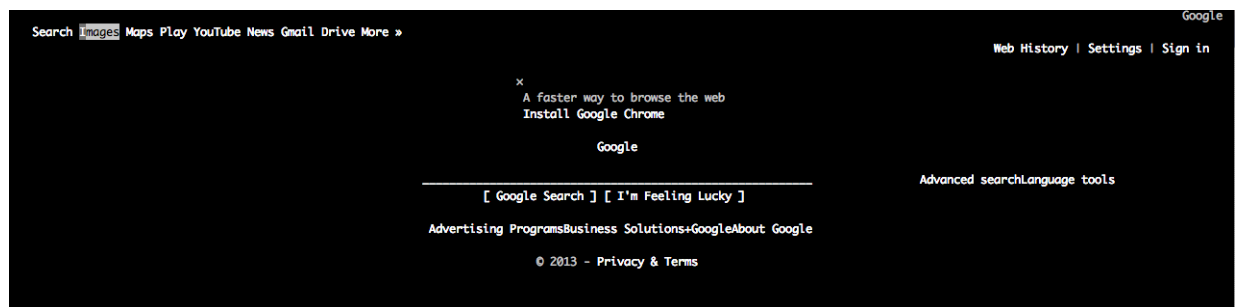 Google
Search Images Maps Play YouTube News Gmail Drive More »
Web History | Settings | Sign in
×
A faster way to browse the web
Install Google Chrome
Google
Advanced searchLanguage tools
[ Google Search ] [ I'm Feeling Lucky ]
Advertising ProgramsBusiness Solutions+GoogleAbout Google
© 2013 - Privacy & Terms